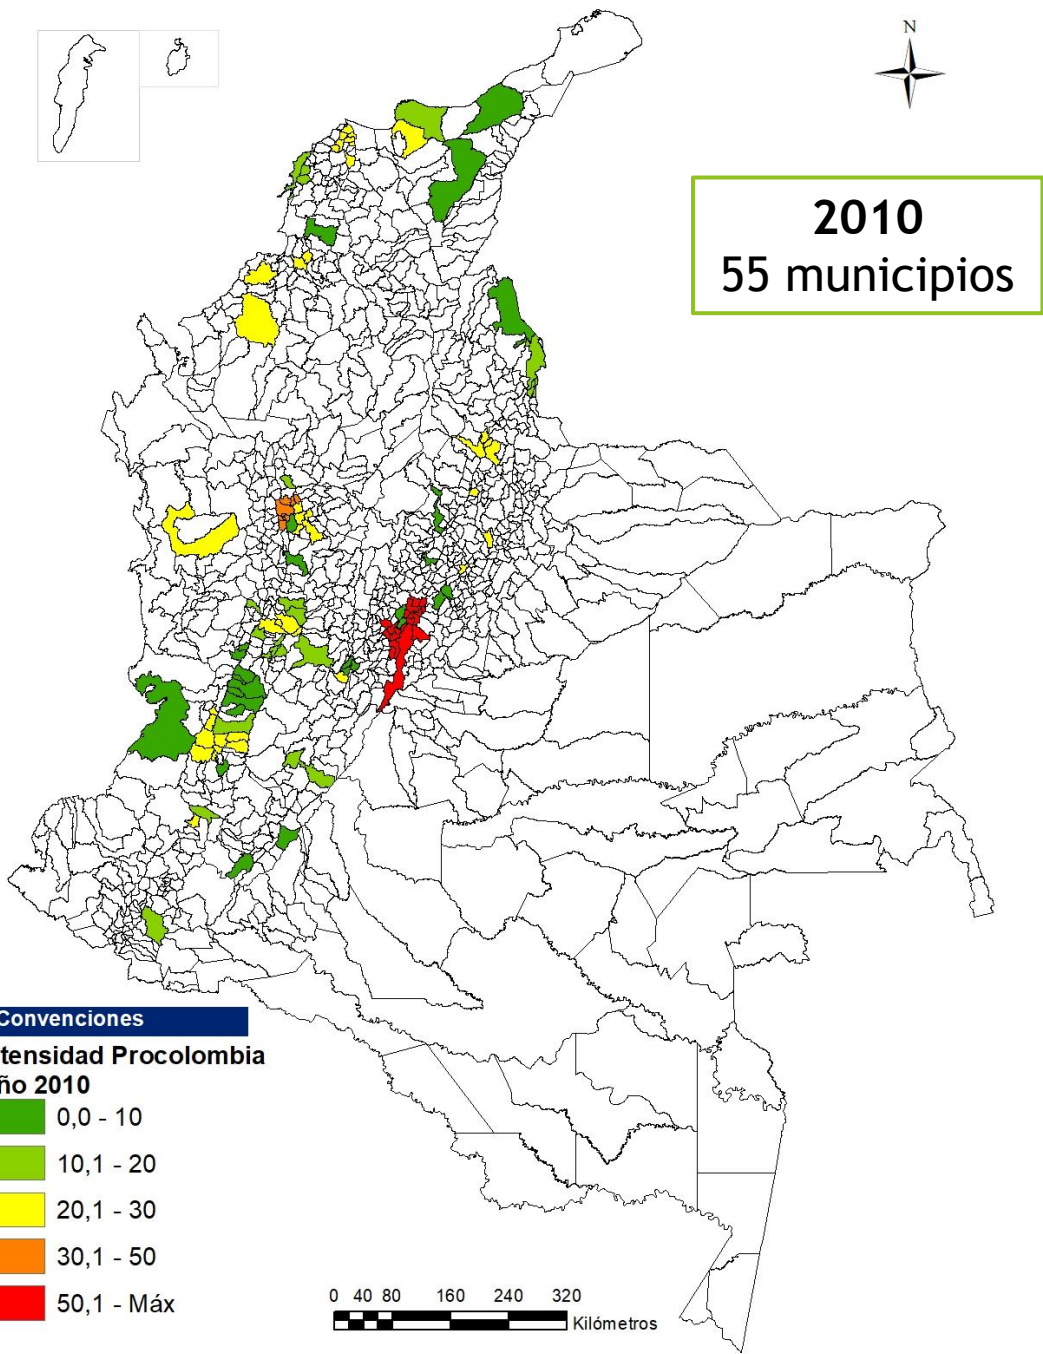 N
2010
55 municipios
Convenciones
tensidad Procolombia
ño 2010
0,0 - 10
10,1 - 20
20,1 - 30
30,1 - 50
50,1 - Máx
0 40 80 160 240 320
Kilómetros